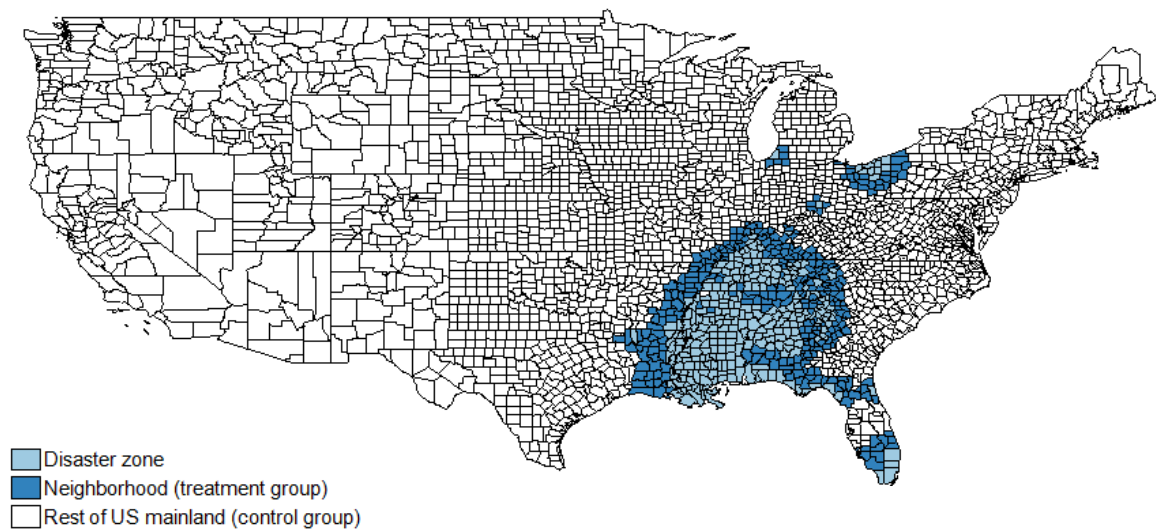 Disaster zone
Neighborhood (treatment group)
Rest of US mainland (control group)